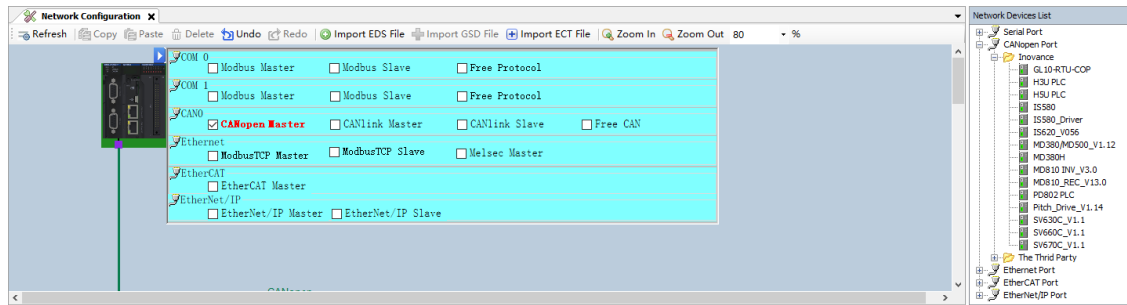 Network Configuration
Refresh Copy Paste Delete Undo Redo Import EDS File Import GSD File Import ECT File Zoom In Zoom Out 80 %
COM 0
Modbus Master Modbus Slave Free Protocol
COM 1
Modbus Master Modbus Slave Free Protocol
CAN0
CANopen Master CANlink Master CANlink Slave Free CAN
Ethernet
ModbusTCP Master ModbusTCP Slave Melsec Master
EtherCAT
EtherCAT Master
EtherNet/IP
EtherNet/IP Master EtherNet/IP Slave
CANopen
Network Devices List
Serial Port
CANopen Port
Inovance
GL10-RTU-COP
H3U PLC
H5U PLC
IS580
IS580_Driver
IS620_V056
MD380/MD500_V1.12
MD380H
MD810 INV_V3.0
MD810_REC_V13.0
PD802 PLC
Pitch_Drive_V1.14
SV630C_V1.1
SV660C_V1.1
SV670C_V1.1
The Thrid Party
Ethernet Port
EtherCAT Port
EtherNet/IP Port